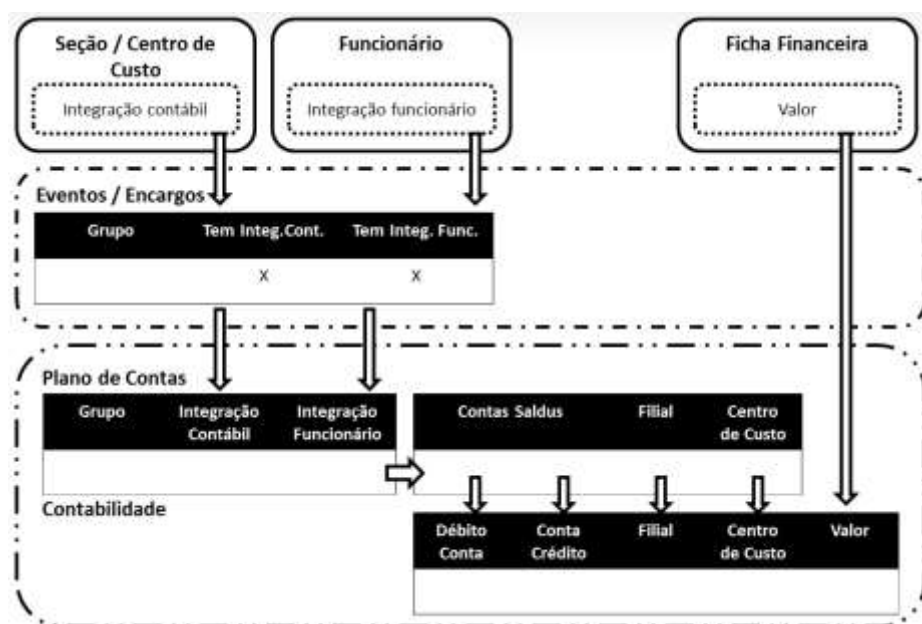 Seção / Centro de
Custo
Integração contábil
Funcionário
Integração funcionário
Ficha Financeira
Valor
Eventos / Encargos
Grupo Tem Integ.Cont. Tem Integ. Func.
X X
Plano de Contas
Grupo Integração Integração
Contábil Funcionário
Contas Saldus Filial Centro
de Custo
Contabilidade
Débito Conta Filial Centro Valor
Conta Crédito de Custo